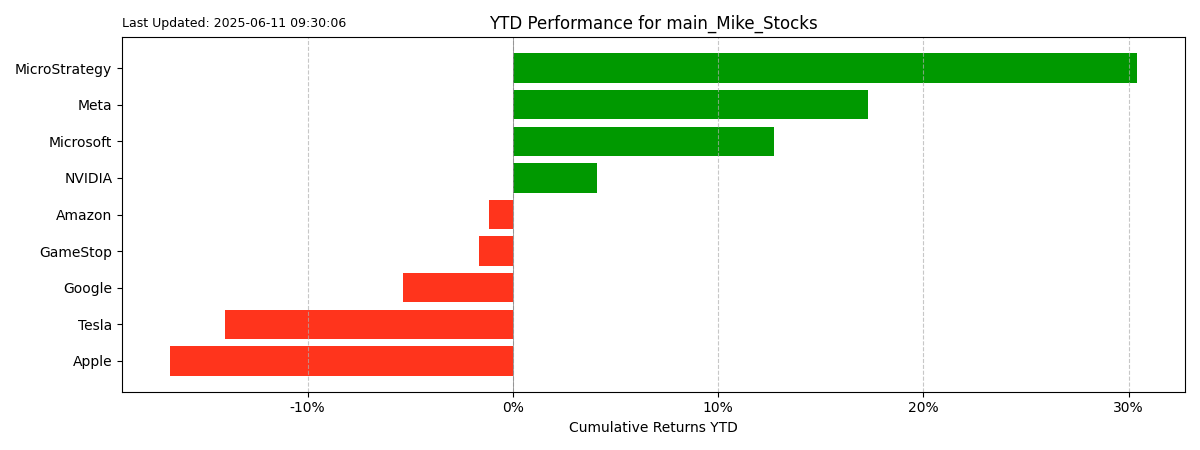 Last Updated: 2025-06-11 09:30:06
YTD Performance for main_Mike_Stocks
MicroStrategy
Meta
Microsoft
NVIDIA
Amazon
GameStop
Google
Tesla
Apple
-10% 0% 10% 20% 30%
Cumulative Returns YTD